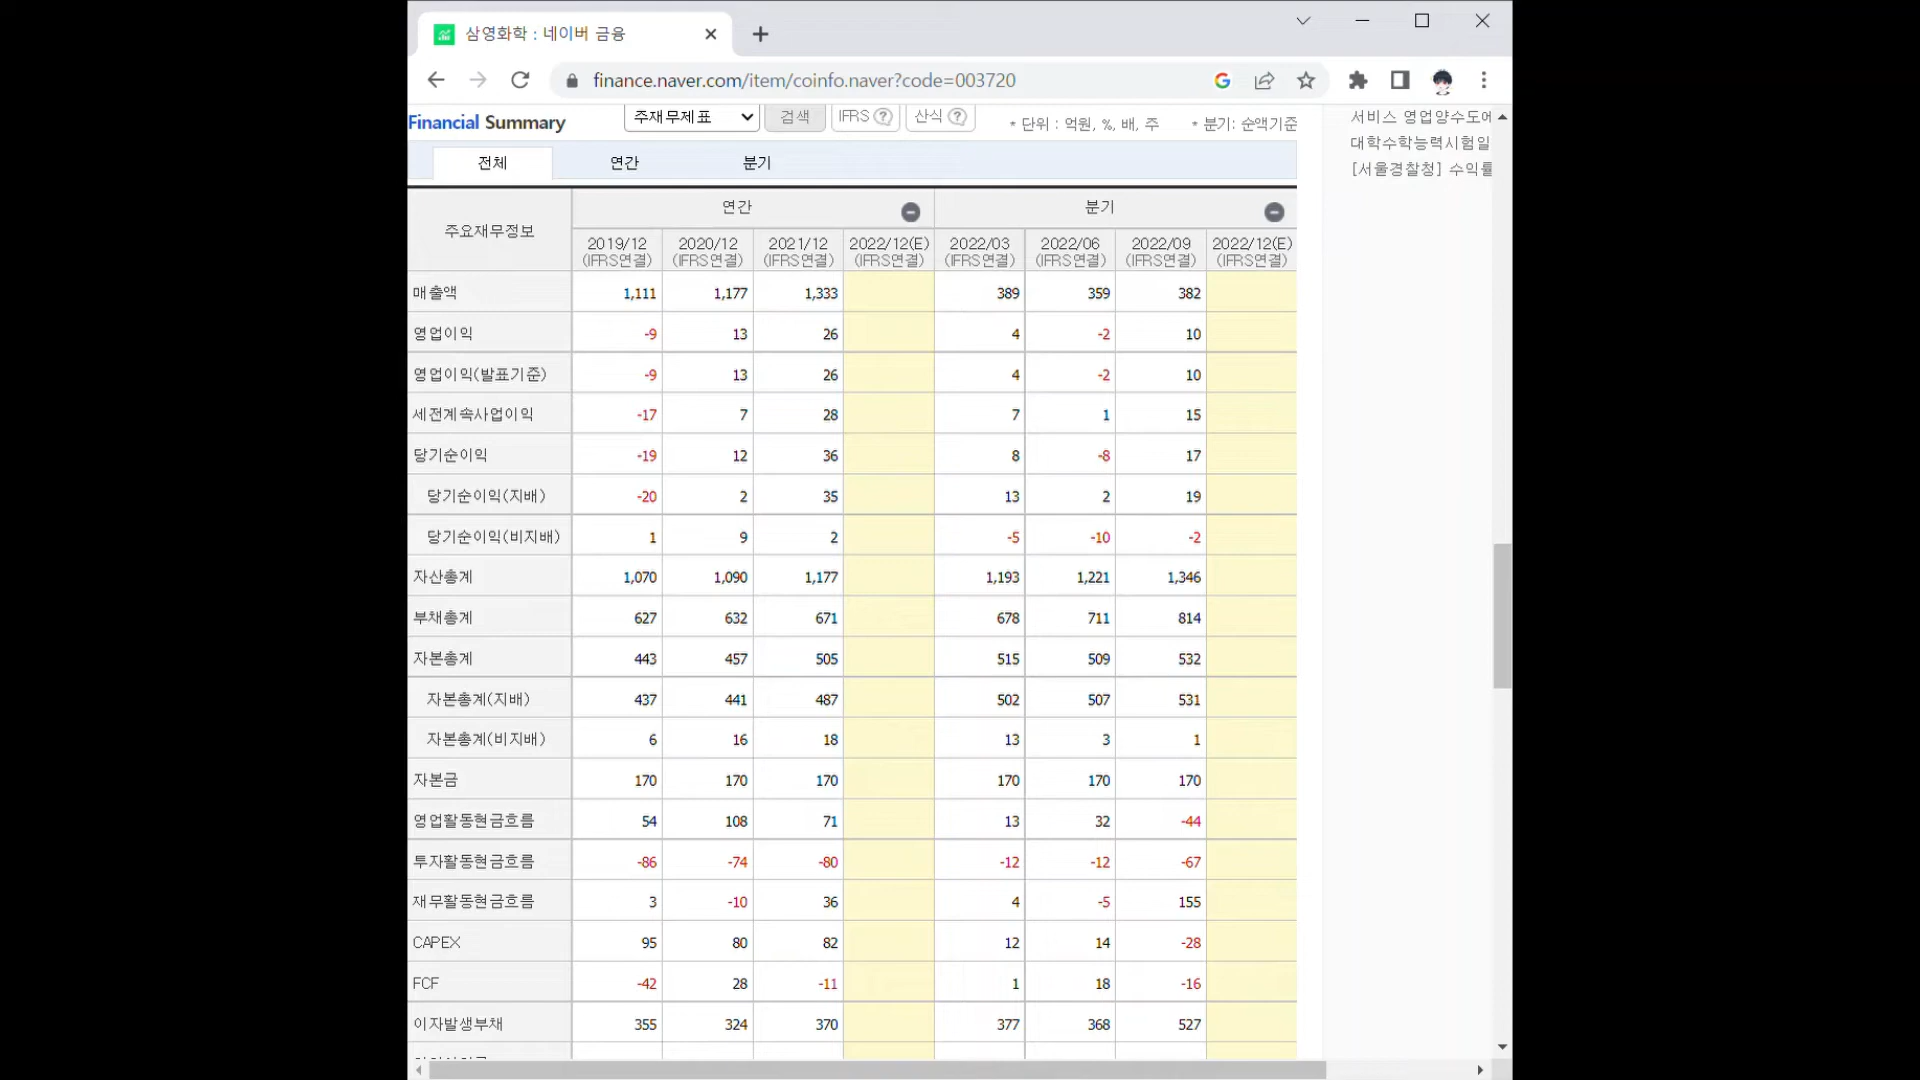 삼영화학 : 네이버 금융
finance.naver.com/item/coinfo.naver?code=003720
Financial Summary 주재무제표 검색 IFRS ? 산식 ? * 단위 : 억원, %, 배, 주 * 분기: 순액기준
서비스 영업양수도에
대학수학능력시험일
[서울경찰청] 수익률
전체 연간 분기
주요재무정보 연간 분기
2019/12 2020/12 2021/12 2022/12(E) 2022/03 2022/06 2022/09 2022/12(E)
(IFRS연결) (IFRS연결) (IFRS연결) (IFRS연결) (IFRS연결) (IFRS연결) (IFRS연결) (IFRS연결)
매출액 1,111 1,177 1,333 389 359 382
영업이익 -9 13 26 4 -2 10
영업이익(발표기준) -9 13 26 4 -2 10
세전계속사업이익 -17 7 28 7 1 15
당기순이익 -19 12 36 8 -8 17
당기순이익(지배) -20 2 35 13 2 19
당기순이익(비지배) 1 9 2 -5 -10 -2
자산총계 1,070 1,090 1,177 1,193 1,221 1,346
부채총계 627 632 671 678 711 814
자본총계 443 457 505 515 509 532
자본총계(지배) 437 441 487 502 507 531
자본총계(비지배) 6 16 18 13 3 1
자본금 170 170 170 170 170 170
영업활동현금흐름 54 108 71 13 32 -44
투자활동현금흐름 -86 -74 -80 -12 -12 -67
재무활동현금흐름 3 -10 36 4 -5 155
CAPEX 95 80 82 12 14 -28
FCF -42 28 -11 1 18 -16
이자발생부채 355 324 370 377 368 527